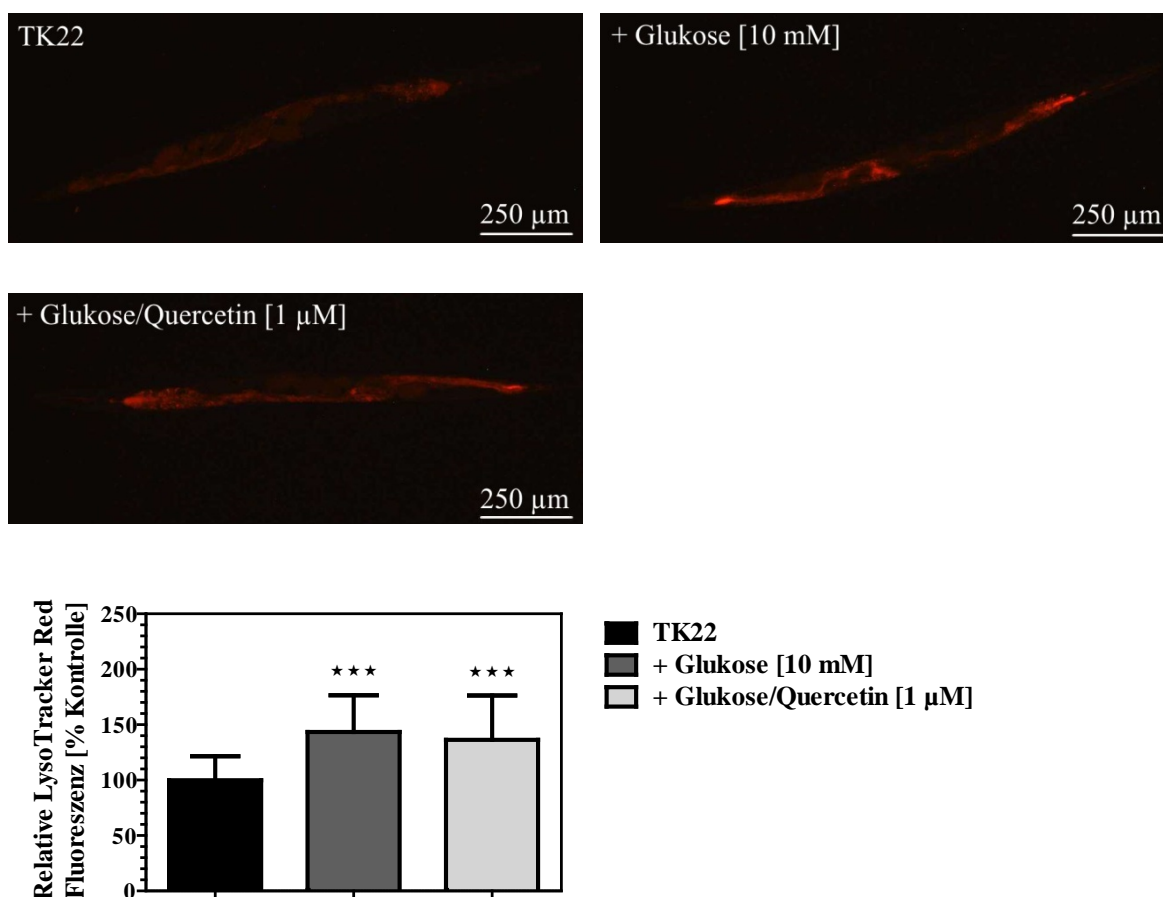 TK22
+ Glukose [10 mM]
250 µm
250 µm
+ Glukose/Quercetin [1 µM]
250 µm
Relative LysoTracker Red
Fluoreszenz [% Kontrolle]
250
200
150
100
50
0
★★★
★★★
TK22
+ Glukose [10 mM]
+ Glukose/Quercetin [1 µM]